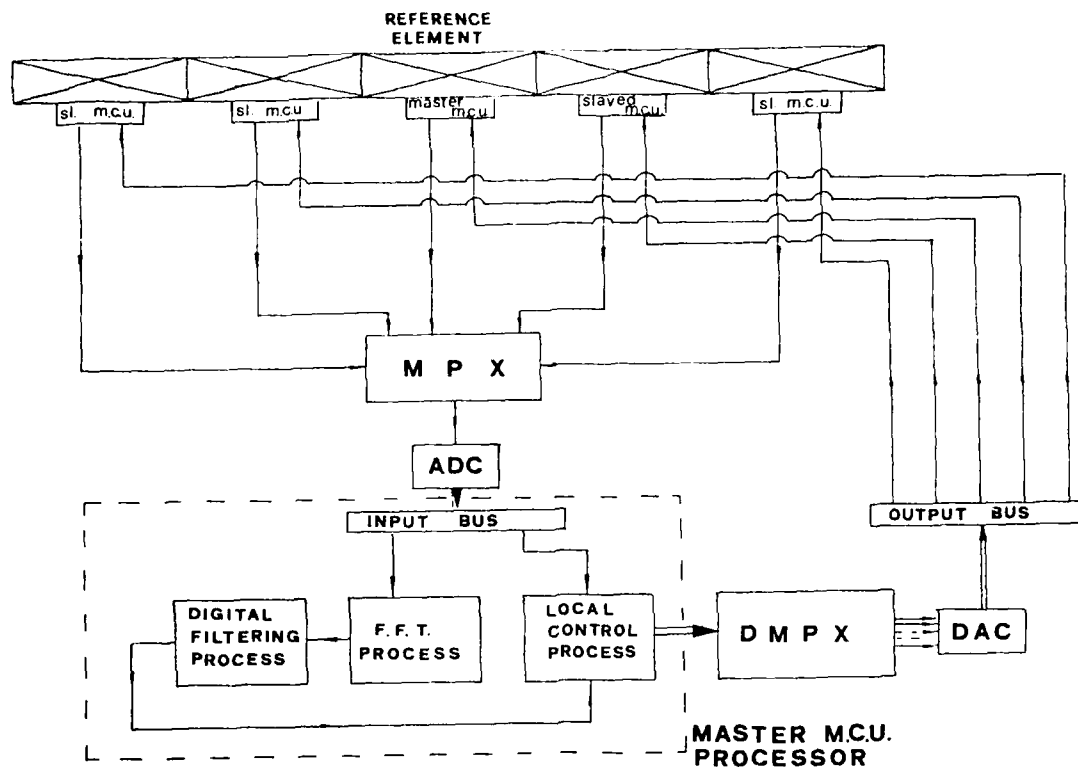 REFERENCE
ELEMENT
sl. m.c.u.
sl. m.c.u
master
m.c.u
slaved
m.c.u.
sl. m.c.u.
M P X
ADC
INPUT BUS
OUTPUT BUS
DIGITAL
FILTERING
PROCESS
F.F.T.
PROCESS
LOCAL
CONTROL
PROCESS
DMPX
DAC
MASTER M.C.U.
PROCESSOR